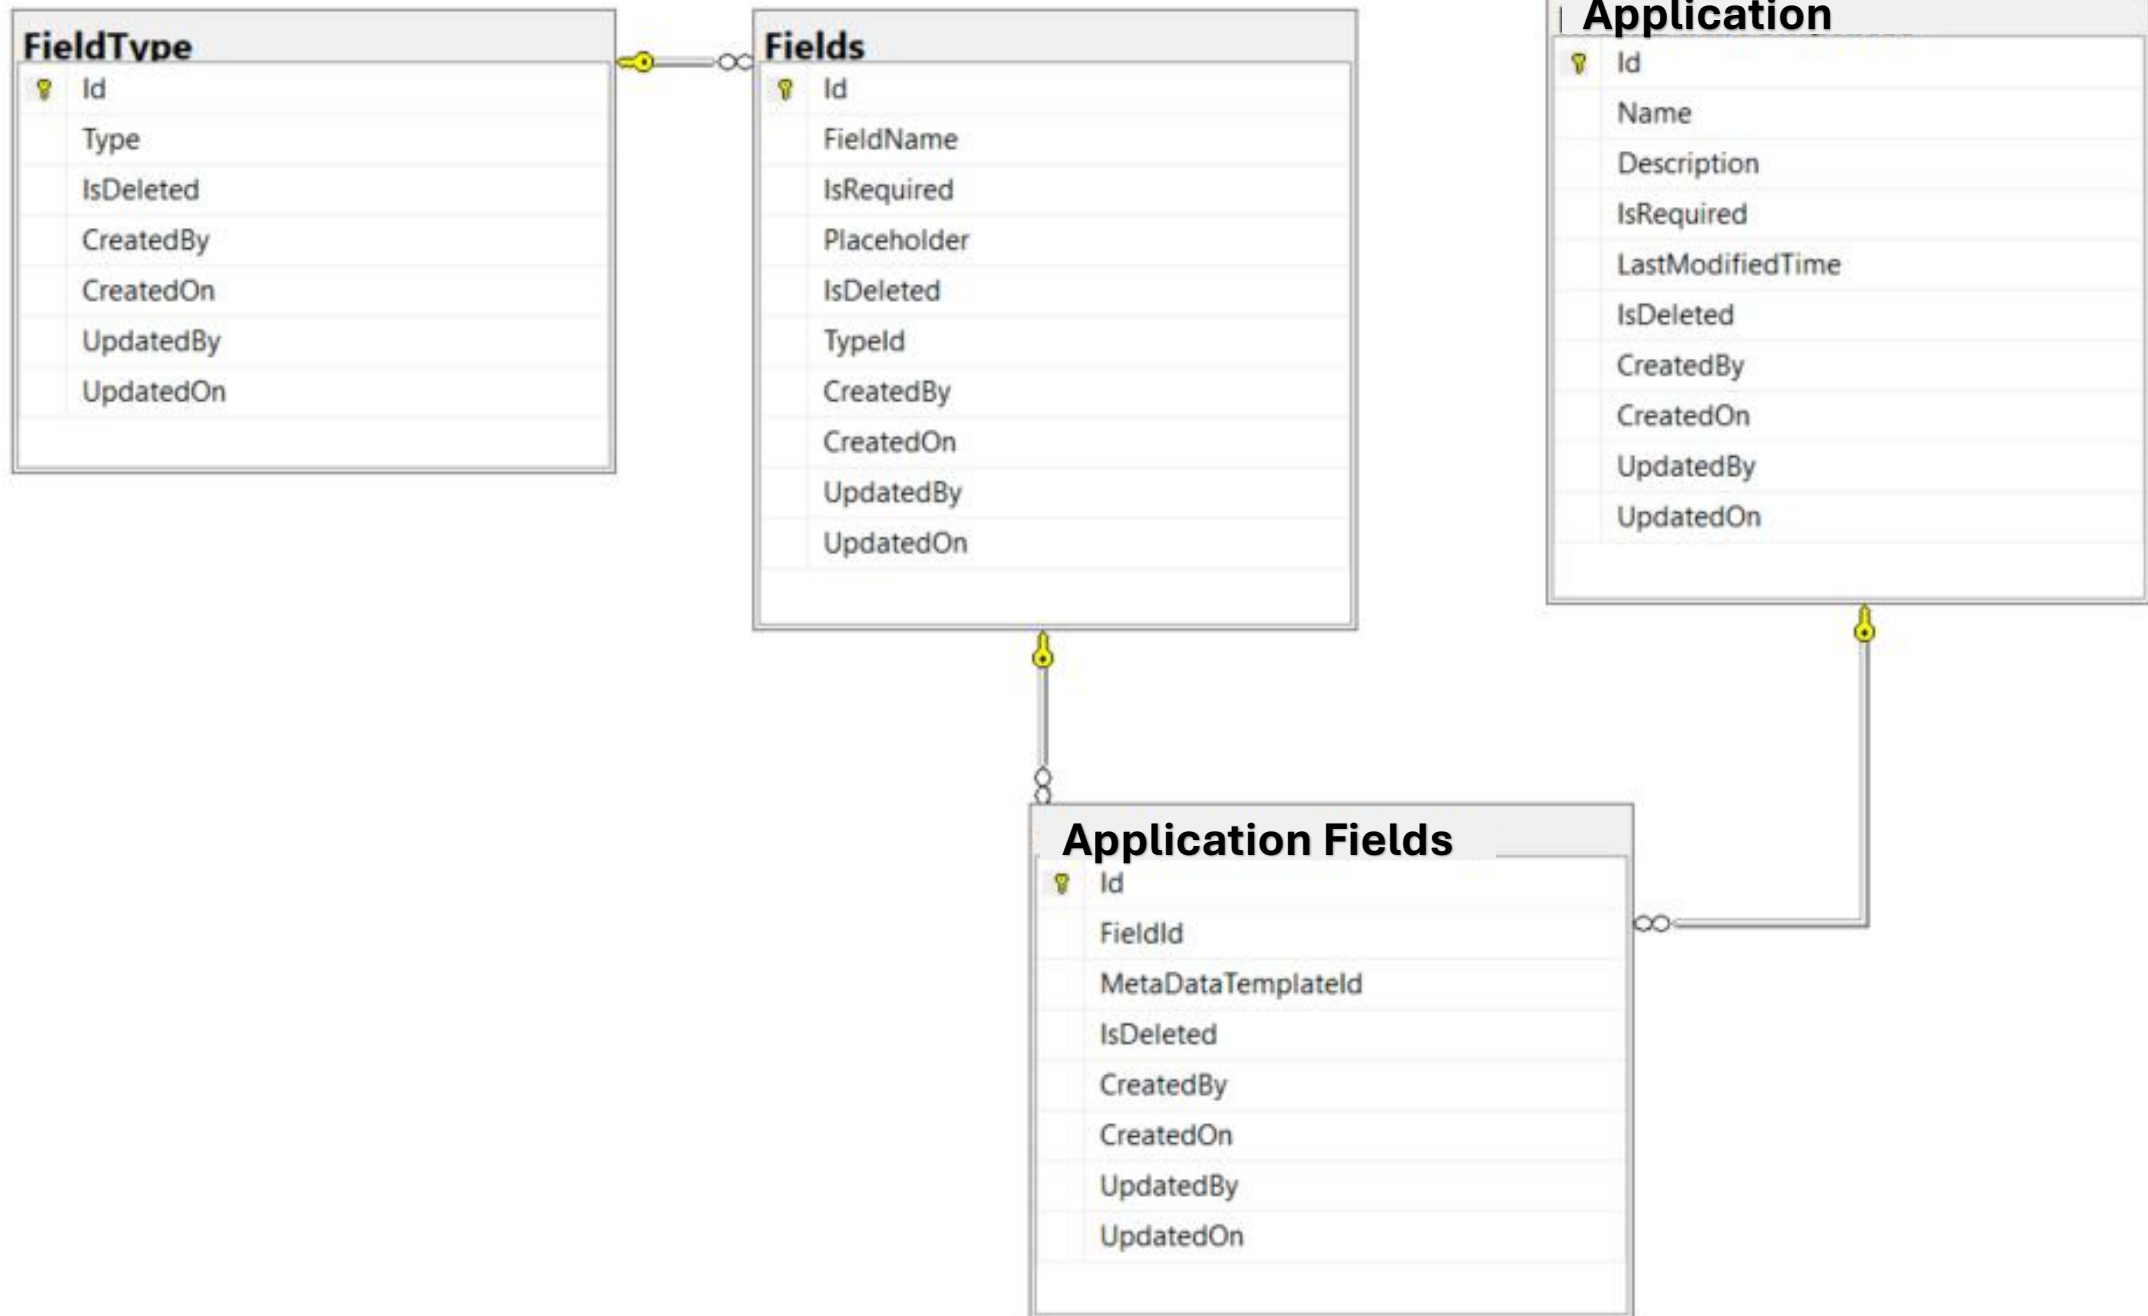 FieldType
Id
Type
IsDeleted
CreatedBy
CreatedOn
UpdatedBy
UpdatedOn
Fields
Id
FieldName
IsRequired
Placeholder
IsDeleted
TypeId
CreatedBy
CreatedOn
UpdatedBy
UpdatedOn
Application
Id
Name
Description
IsRequired
LastModifiedTime
IsDeleted
CreatedBy
CreatedOn
UpdatedBy
UpdatedOn
Application Fields
Id
FieldId
MetaDataTemplateId
IsDeleted
CreatedBy
CreatedOn
UpdatedBy
UpdatedOn